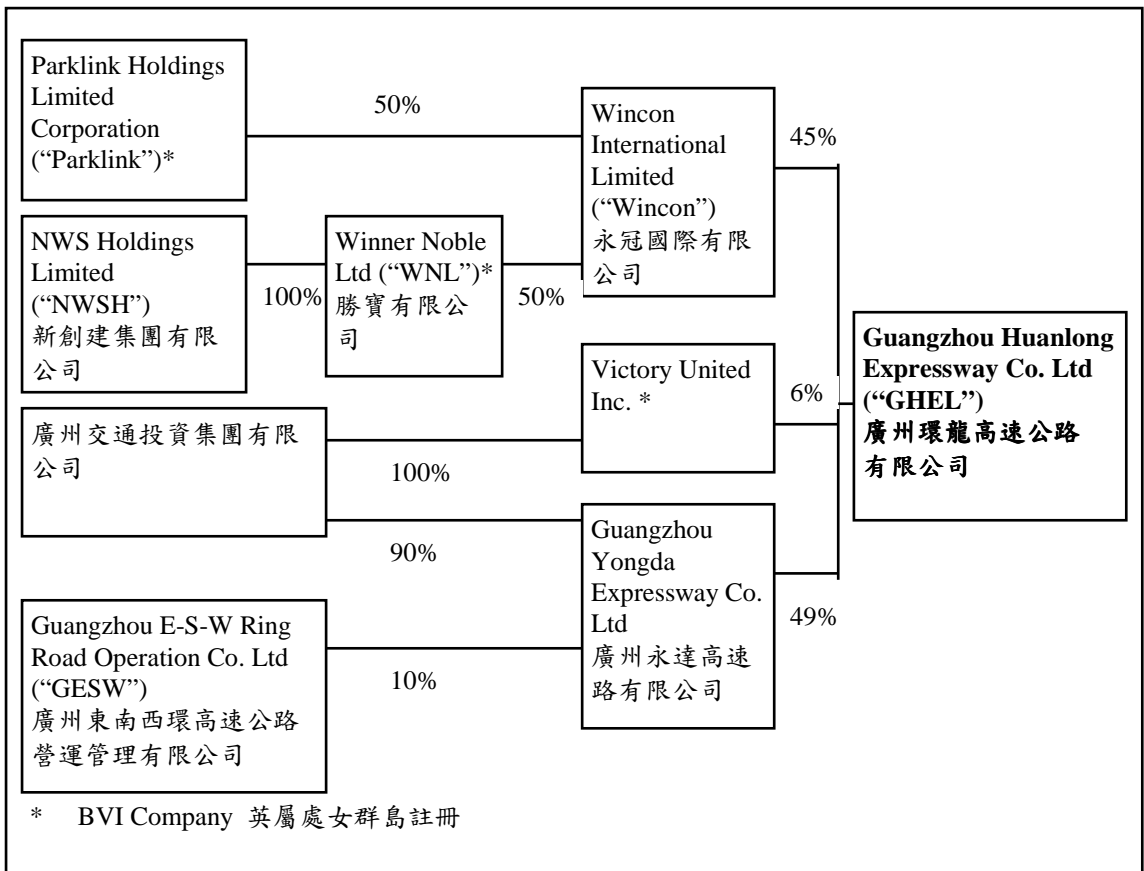 Parklink Holdings
Limited
Corporation
(“Parklink”)*
50%
Wincon
International
Limited
(“Wincon”)
永冠國際有限
公司
45%
NWS Holdings
Limited
(“NWSH”)
新創建集團有限
公司
100%
Winner Noble
Ltd (“WNL”)*
勝寶有限公
司
50%
Victory United
Inc. *
6%
Guangzhou Huanlong
Expressway Co. Ltd
(“GHEL”)
廣州環龍高速公路
有限公司
廣州交通投資集團有限
公司
100%
90%
Guangzhou
Yongda
Expressway Co.
Ltd
廣州永達高速
路有限公司
49%
Guangzhou E-S-W Ring
Road Operation Co. Ltd
(“GESW”)
廣州東南西環高速公路
營運管理有限公司
10%
* BVI Company 英屬處女群島註冊